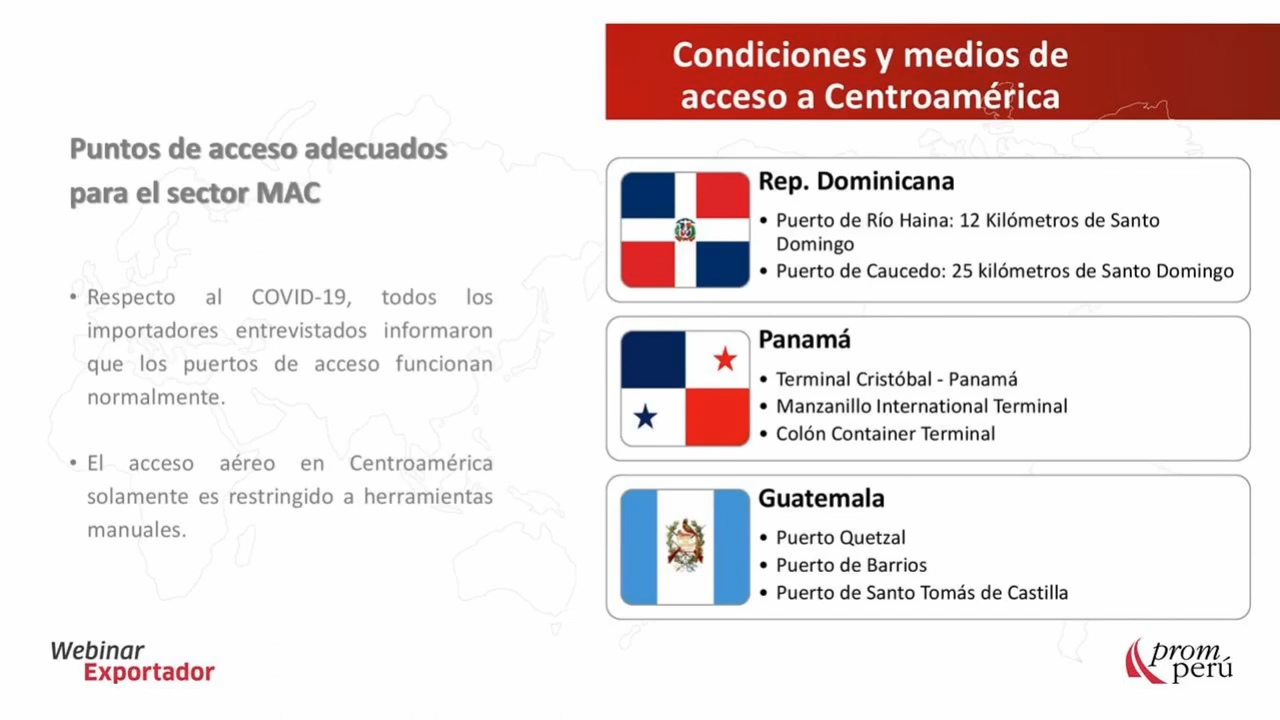 Condiciones y medios de
acceso a Centroamérica
Puntos de acceso adecuados
para el sector MAC
• Respecto al COVID-19, todos los
importadores entrevistados informaron
que los puertos de acceso funcionan
normalmente.
• El acceso aéreo en Centroamérica
solamente es restringido a herramientas
manuales.
Rep. Dominicana
• Puerto de Río Haina: 12 Kilómetros de Santo
Domingo
• Puerto de Caucedo: 25 kilómetros de Santo Domingo
Panamá
• Terminal Cristóbal - Panamá
• Manzanillo International Terminal
• Colón Container Terminal
Guatemala
• Puerto Quetzal
• Puerto de Barrios
• Puerto de Santo Tomás de Castilla
Webinar
Exportador
prom
perú